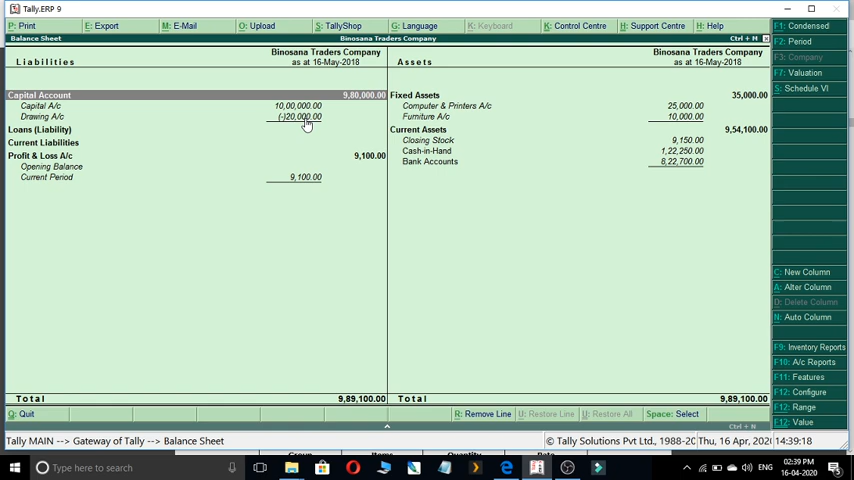 Tally.ERP 9
P: Print E: Export M: E-Mail O: Upload S: TallyShop G: Language K: Keyboard K: Control Centre H: Support Centre H: Help
Balance Sheet Binosana Traders Company Ctrl + M
Binosana Traders Company
Liabilities as at 16-May-2018
Capital Account 9,80,000.00
Capital A/c 10,00,000.00
Drawing A/c (-)20,000.00
Loans (Liability)
Current Liabilities
Profit & Loss A/c 9,100.00
Opening Balance
Current Period 9,100.00
Total 9,89,100.00
Binosana Traders Company
Assets as at 16-May-2018
Fixed Assets 35,000.00
Computer & Printers A/c 25,000.00
Furniture A/c 10,000.00
Current Assets 9,54,100.00
Closing Stock 9,150.00
Cash-in-Hand 1,22,250.00
Bank Accounts 8,22,700.00
Total 9,89,100.00
F1: Condensed
F2: Period
F3: Company
F7: Valuation
S: Schedule VI
C: New Column
A: Alter Column
D: Delete Column
N: Auto Column
F9: Inventory Reports
F10: A/c Reports
F11: Features
F12: Configure
F12: Range
F12: Value
Q: Quit R: Remove Line U: Restore Line U: Restore All Space: Select
Ctrl + N
Tally MAIN --> Gateway of Tally --> Balance Sheet © Tally Solutions Pvt Ltd., 1988-20 Thu, 16 Apr, 2020 14:39:18
Type here to search ENG 02:39 PM
16-04-2020
5